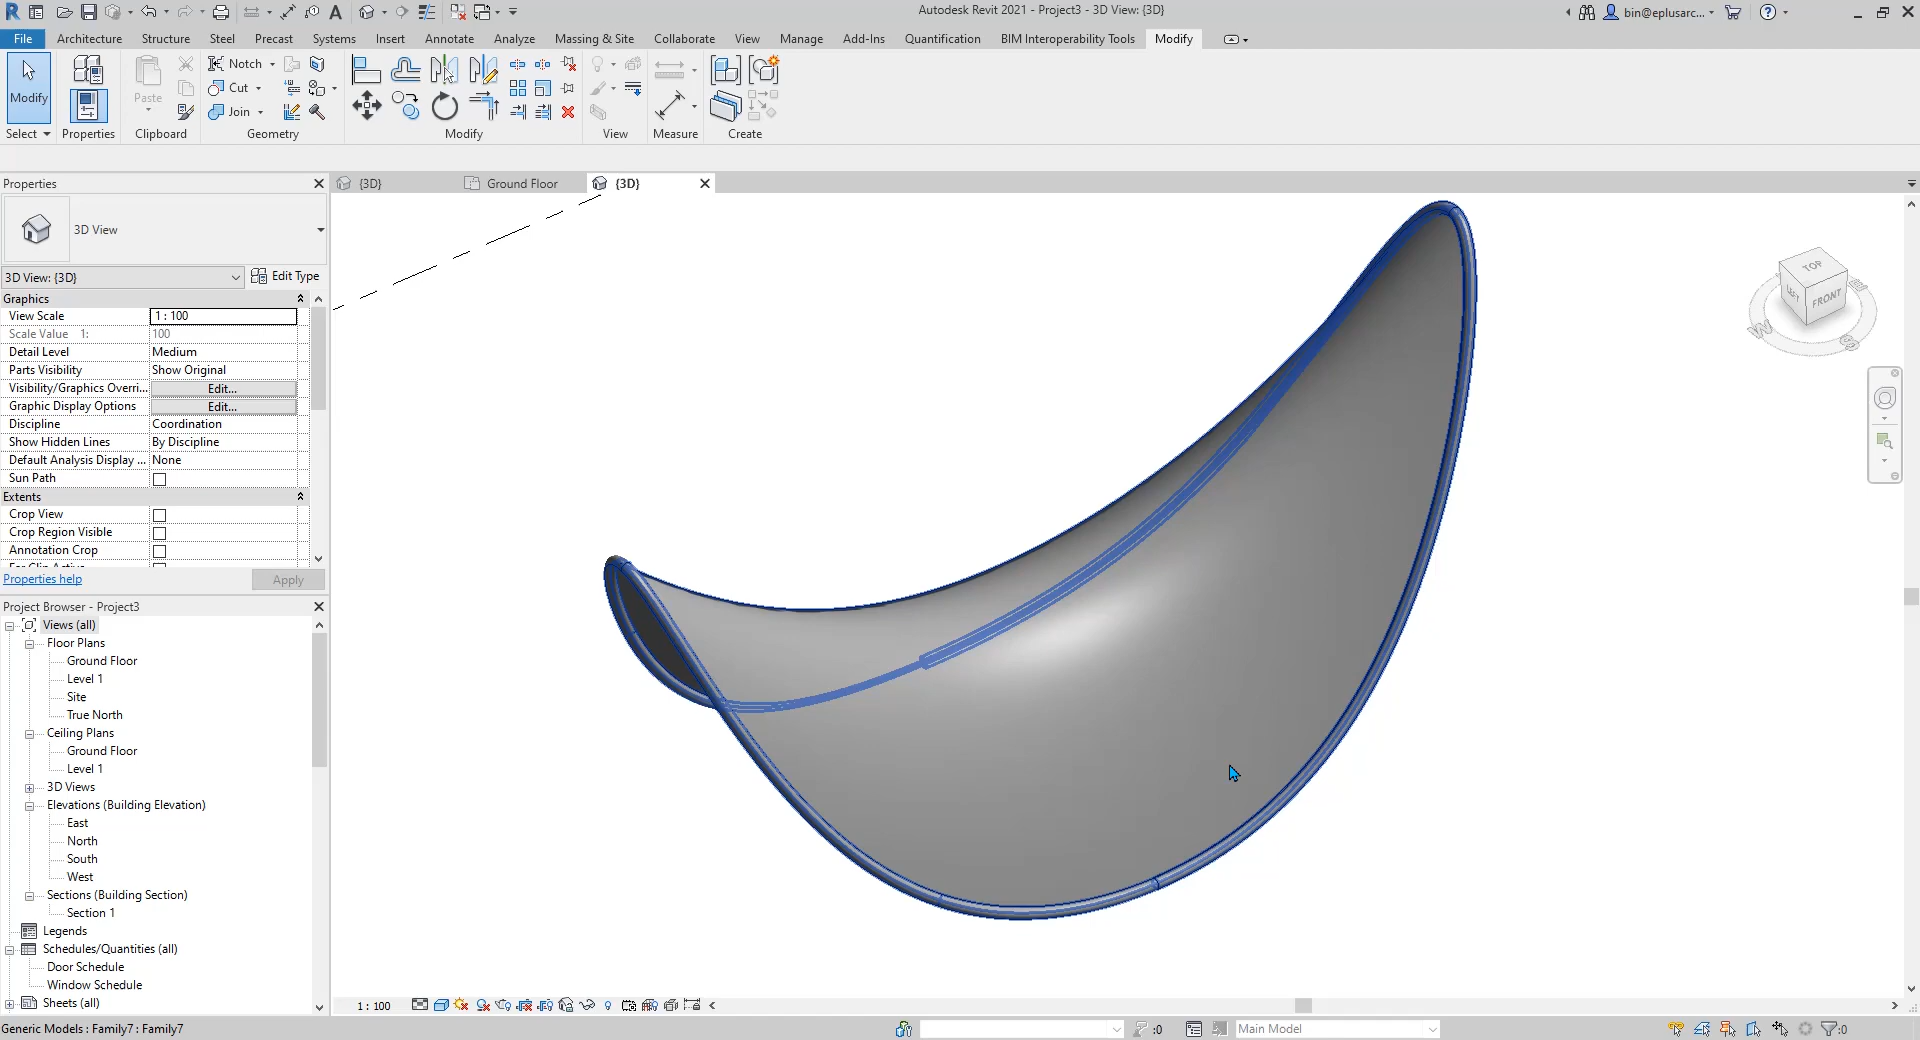 Autodesk Revit 2021 - Project3 - 3D View: {3D}
bin@eplusarc...
File Architecture Structure Steel Precast Systems Insert Annotate Analyze Massing & Site Collaborate View Manage Add-Ins Quantification BIM Interoperability Tools Modify
Modify
Paste
Notch
Cut
Join
Select Properties Clipboard Geometry Modify View Measure Create
Properties
{3D}
Ground Floor
{3D}
3D View
3D View: {3D}
Edit Type
Graphics
View Scale 1 : 100
Scale Value 1: 100
Detail Level Medium
Parts Visibility Show Original
Visibility/Graphics Overri... Edit...
Graphic Display Options Edit...
Discipline Coordination
Show Hidden Lines By Discipline
Default Analysis Display ... None
Sun Path
Extents
Crop View
Crop Region Visible
Annotation Crop
Properties help
Apply
Project Browser - Project3
Views (all)
Floor Plans
Ground Floor
Level 1
Site
True North
Ceiling Plans
Ground Floor
Level 1
3D Views
Elevations (Building Elevation)
East
North
South
West
Sections (Building Section)
Section 1
Legends
Schedules/Quantities (all)
Door Schedule
Window Schedule
Sheets (all)
TOP
LEFT
FRONT
W
S
1 : 100
Generic Models : Family7 : Family7
:0
Main Model
:0